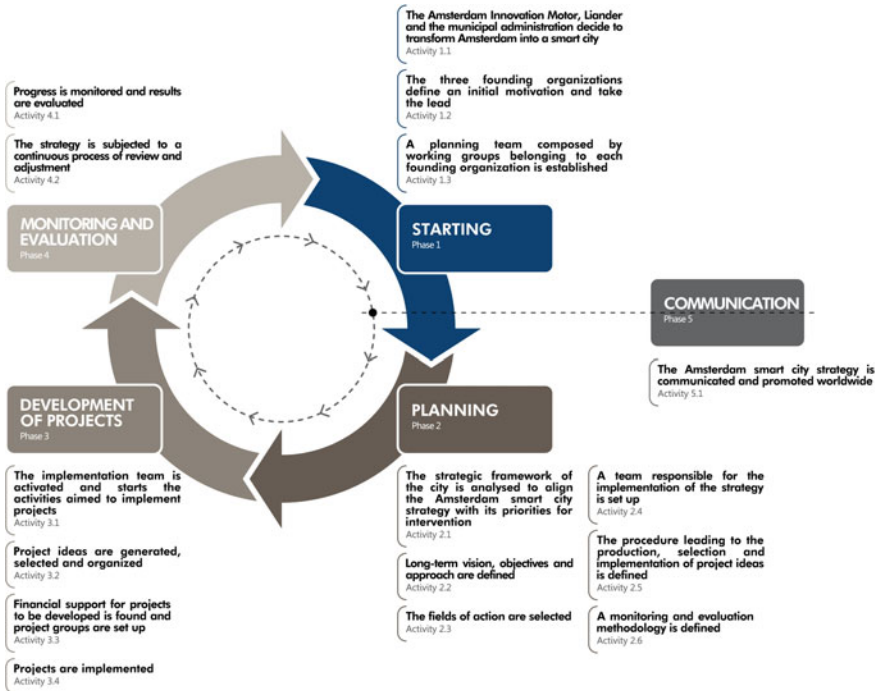 The Amsterdam Innovation Motor, Liander
and the municipal administration decide to
transform Amsterdam into a smart city
Activity 1.1
The three founding organizations
define an initial motivation and take
the lead
Activity 1.2
A planning team composed by
working groups belonging to each
founding organization is established
Activity 1.3
Progress is monitored and results
are evaluated
Activity 4.1
The strategy is subjected to a
continuous process of review and
adjustment
Activity 4.2
MONITORING AND
EVALUATION
Phase 4
STARTING
Phase 1
COMMUNICATION
Phase 5
The Amsterdam smart city strategy is
communicated and promoted worldwide
Activity 5.1
DEVELOPMENT
OF PROJECTS
Phase 3
PLANNING
Phase 2
The implementation team is
activated and starts the
activities aimed to implement
projects
Activity 3.1
Project ideas are generated,
selected and organized
Activity 3.2
Financial support for projects
to be developed is found and
project groups are set up
Activity 3.3
Projects are implemented
Activity 3.4
The strategic framework of
the city is analysed to align
the Amsterdam smart city
strategy with its priorities for
intervention
Activity 2.1
Long-term vision, objectives and
approach are defined
Activity 2.2
The fields of action are selected
Activity 2.3
A team responsible for the
implementation of the strategy
is set up
Activity 2.4
The procedure leading to the
production, selection and
implementation of project ideas
is defined
Activity 2.5
A monitoring and evaluation
methodology is defined
Activity 2.6